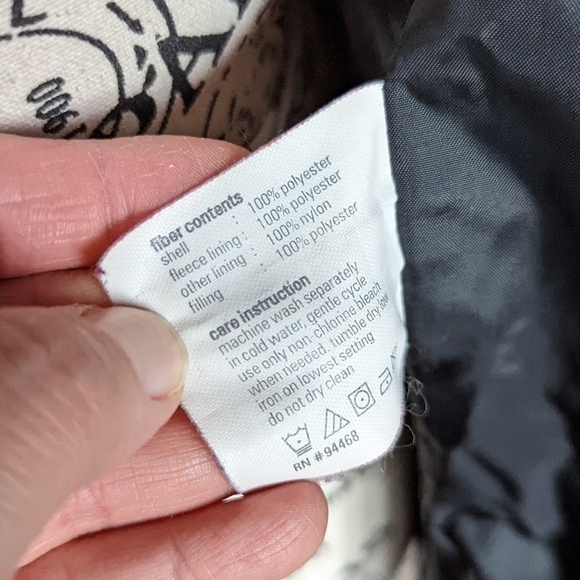 fiber contents
shell : 100% polyester
fleece lining : 100% polyester
other lining : 100% nylon
filling : 100% polyester
care instruction
machine wash separately
in cold water, gentle cycle
use only non-chlorine bleach
when needed. tumble dry low
iron on lowest setting
do not dry clean
RN #94468